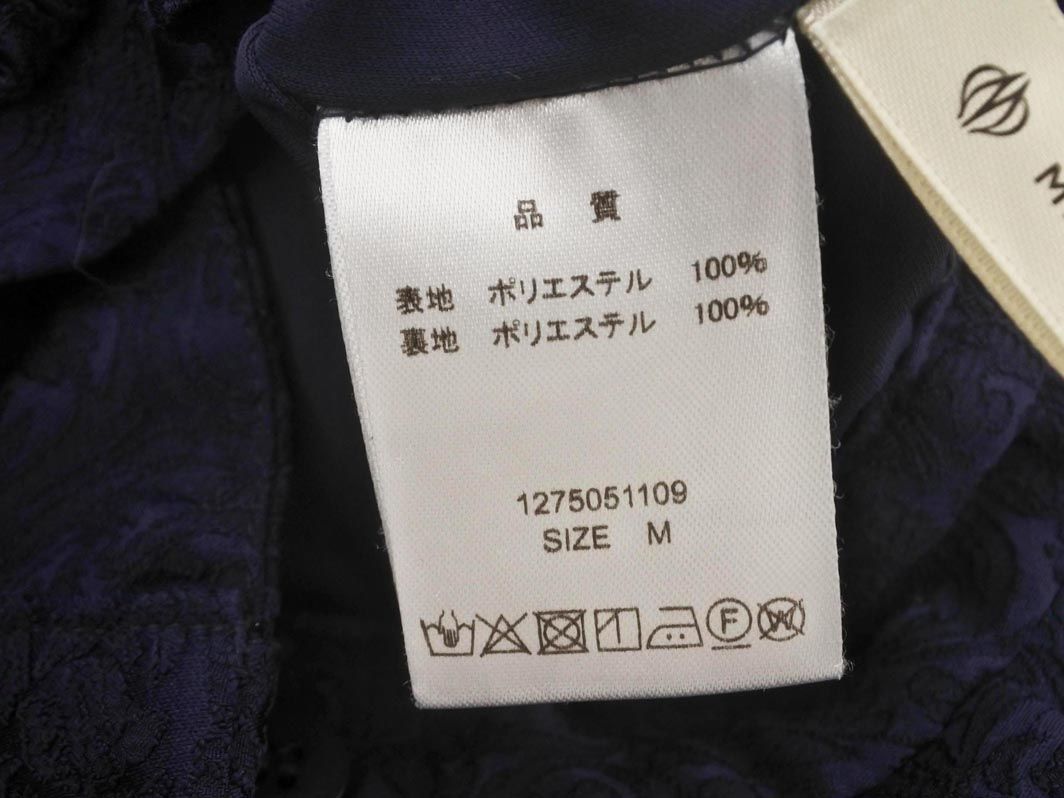 品 質
表地 ポリエステル 100%
裏地 ポリエステル 100%
1275051109
SIZE M
F
W
M